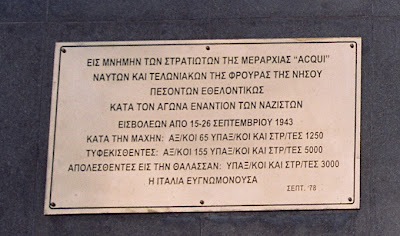 ΕΙΣ ΜΝΗΜΗΝ ΤΩΝ ΣΤΡΑΤΙΩΤΩΝ ΤΗΣ ΜΕΡΑΡΧΙΑΣ "ACQUI"
ΝΑΥΤΩΝ ΚΑΙ ΤΕΛΩΝΙΑΚΩΝ ΤΗΣ ΦΡΟΥΡΑΣ ΤΗΣ ΝΗΣΟΥ
ΠΕΣΟΝΤΩΝ ΕΘΕΛΟΝΤΙΚΩΣ
ΚΑΤΑ ΤΟΝ ΑΓΩΝΑ ΕΝΑΝΤΙΟΝ ΤΩΝ ΝΑΖΙΣΤΩΝ
ΕΙΣΒΟΛΕΩΝ ΑΠΟ 15-26 ΣΕΠΤΕΜΒΡΙΟΥ 1943
ΚΑΤΑ ΤΗΝ ΜΑΧΗΝ: ΑΞ/ΚΟΙ 65 ΥΠΑΞ/ΚΟΙ ΚΑΙ ΣΤΡ/ΤΕΣ 1250
ΤΥΦΕΚΙΣΘΕΝΤΕΣ: ΑΞ/ΚΟΙ 155 ΥΠΑΞ/ΚΟΙ ΚΑΙ ΣΤΡ/ΤΕΣ 5000
ΑΠΟΛΕΣΘΕΝΤΕΣ ΕΙΣ ΤΗΝ ΘΑΛΑΣΣΑΝ: ΥΠΑΞ/ΚΟΙ ΚΑΙ ΣΤΡ/ΤΕΣ 3000
Η ΙΤΑΛΙΑ ΕΥΓΝΩΜΟΝΟΥΣΑ
ΣΕΠΤ. '78